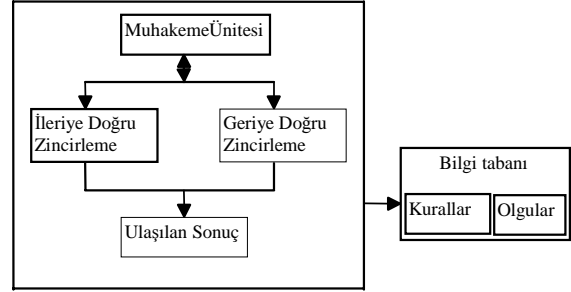 MuhakemeÜnitesi
İleriye Doğru
Zincirleme
Geriye Doğru
Zincirleme
Ulaşılan Sonuç
Bilgi tabanı
Kurallar
Olgular